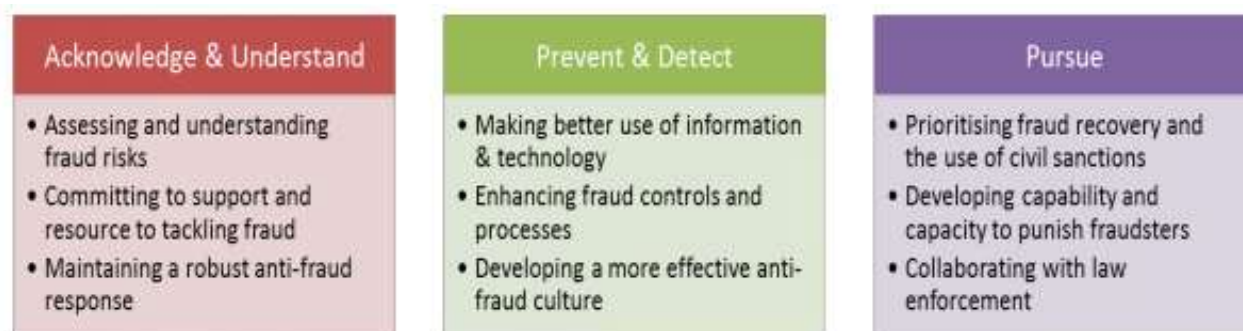 Acknowledge & Understand
• Assessing and understanding
fraud risks
• Committing to support and
resource to tackling fraud
• Maintaining a robust anti-fraud
response
Prevent & Detect
• Making better use of information
& technology
• Enhancing fraud controls and
processes
• Developing a more effective anti-
fraud culture
Pursue
• Prioritising fraud recovery and
the use of civil sanctions
• Developing capability and
capacity to punish fraudsters
• Collaborating with law
enforcement